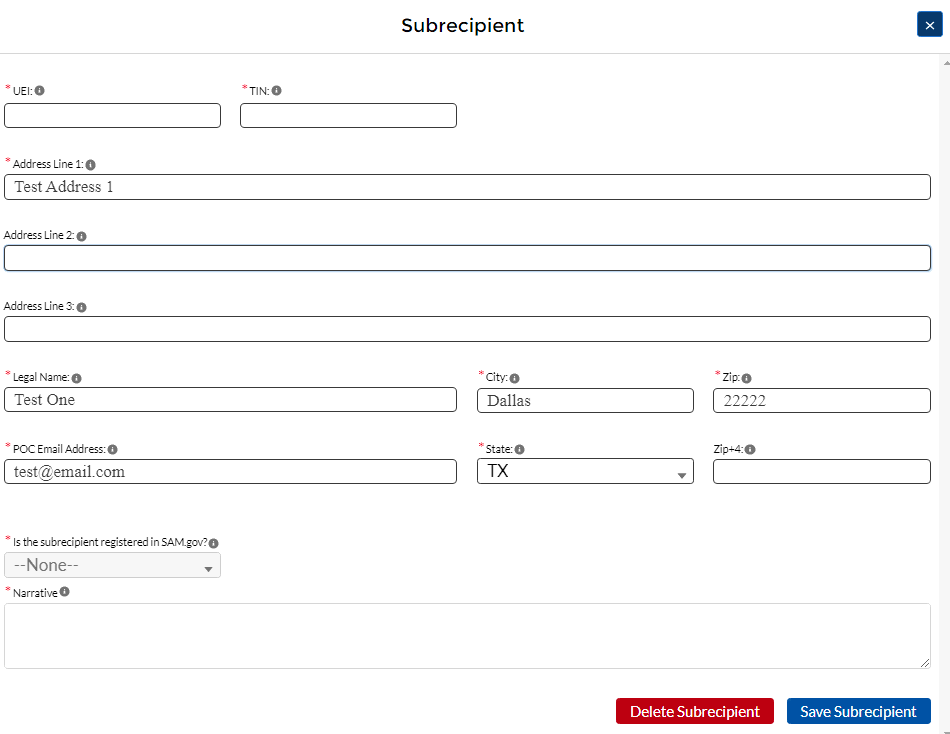 Subrecipient
* UEI:
* TIN:
* Address Line 1:
Test Address 1
Address Line 2:
Address Line 3:
* Legal Name:
* City:
* Zip:
Test One
Dallas
22222
* POC Email Address:
* State:
Zip+4:
test@email.com
TX
* Is the subrecipient registered in SAM.gov?
--None--
* Narrative
Delete Subrecipient
Save Subrecipient